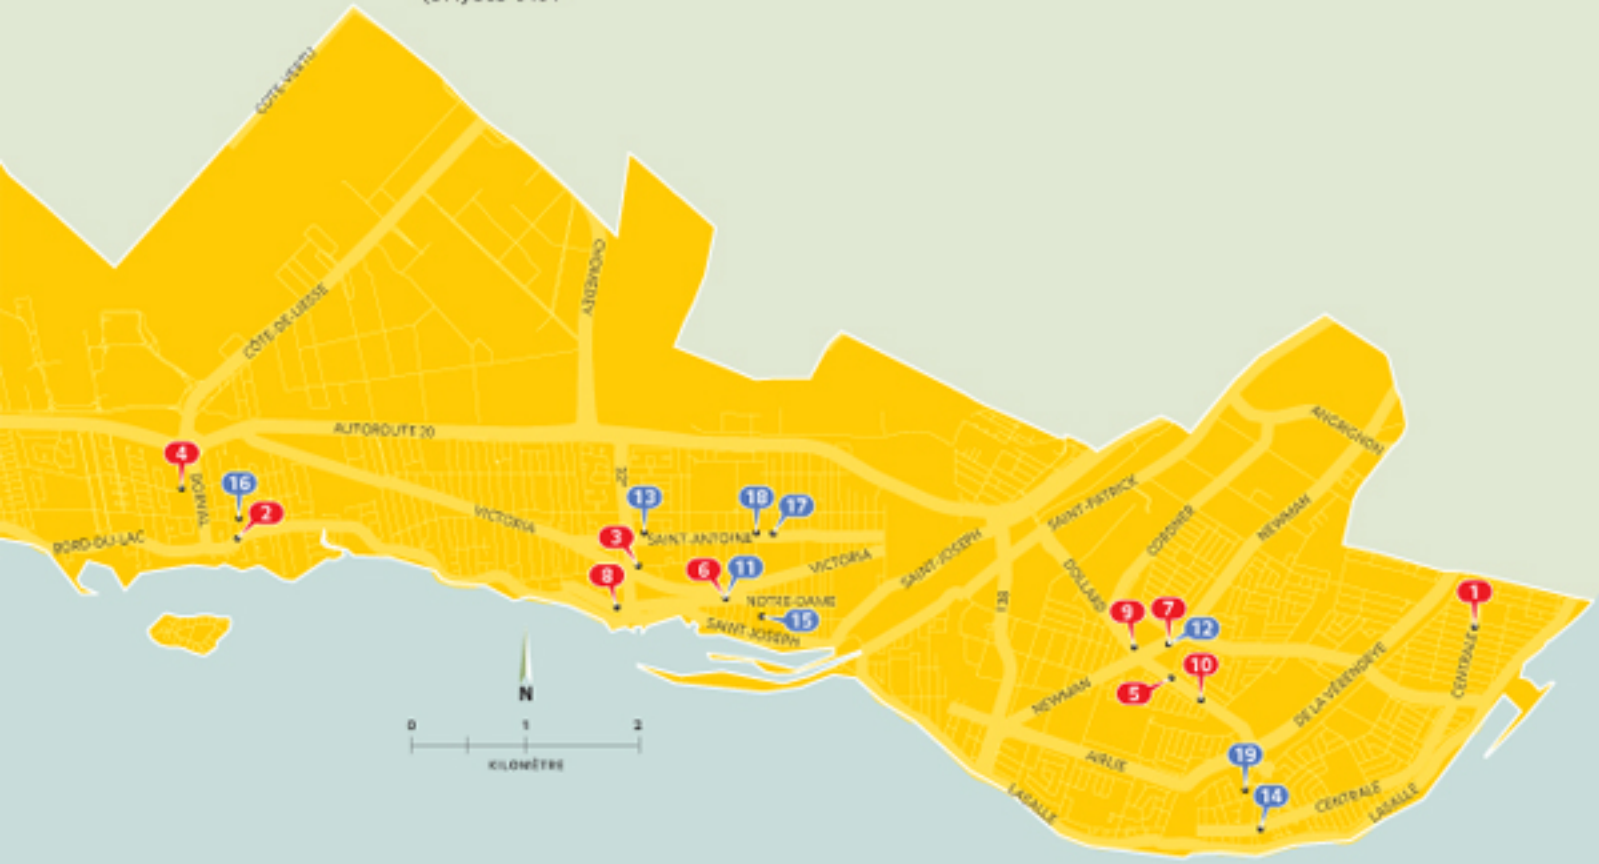 CÔTE-VERTU
CHOMEDEY
CÔTE-DE-LIESSE
ANGRIGNON
AUTOROUTE 20
4
DORVAL
16
2
BORD-DU-LAC
VICTORIA
32e
13
18
17
SAINT-ANTOINE
3
8
6
11
VICTORIA
NOTRE-DAME
15
SAINT-JOSEPH
SAINT-JOSEPH
SAINT-PATRICK
CORDNER
NEWMAN
DOLLARD
138
9
7
12
10
5
1
CENTRALE
NEWMAN
DE LA VÉRENDRYE
N
0 1 2
KILOMÈTRE
AIRLIE
19
14
LASALLE
CENTRALE
LASALLE